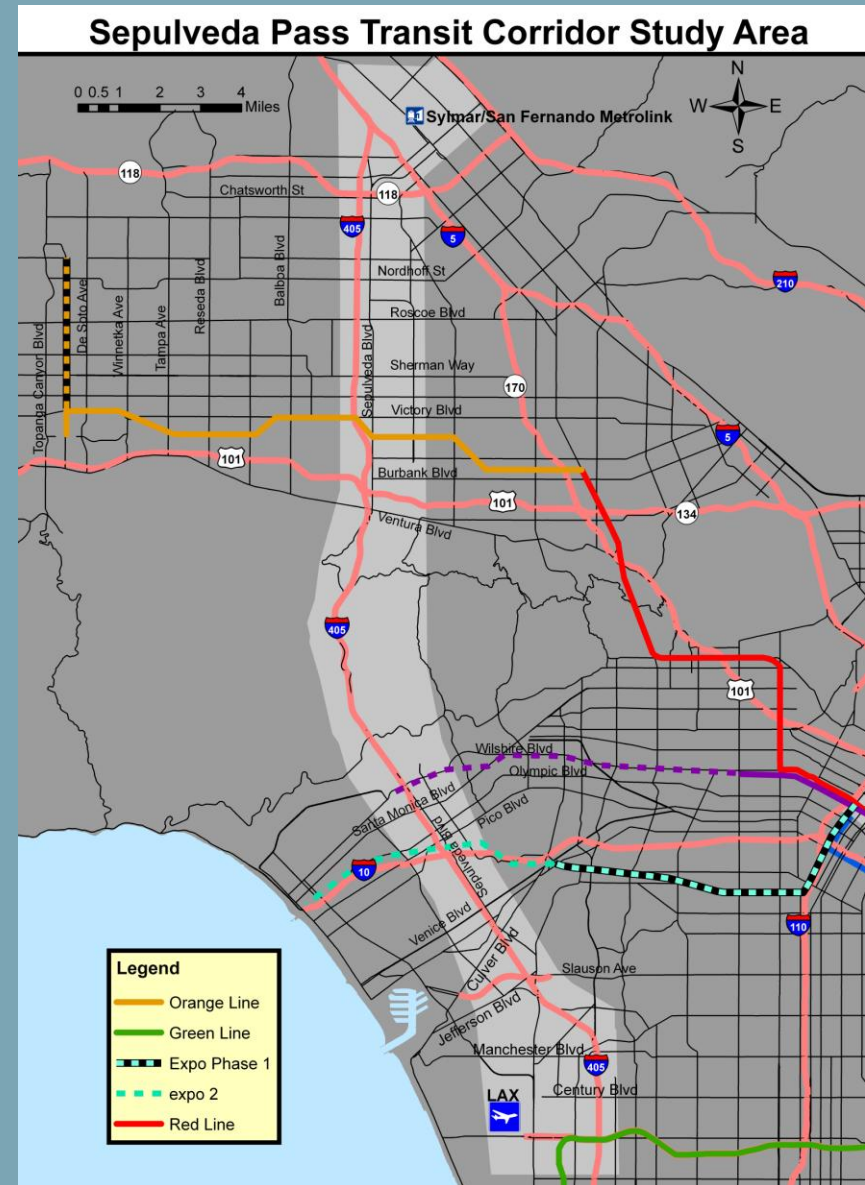 Sepulveda Pass Transit Corridor Study Area
0 0.5 1 2 3 4
Miles
N
W E
S
Sylmar/San Fernando Metrolink
118
Chatsworth St
118
405
5
Nordhoff St
210
Topanga Canyon Blvd
De Soto Ave
Winnetka Ave
Tampa Ave
Reseda Blvd
Balboa Blvd
Sepulveda Blvd
Roscoe Blvd
Sherman Way
170
Victory Blvd
5
101
Burbank Blvd
101
134
Ventura Blvd
405
101
Wilshire Blvd
Olympic Blvd
Santa Monica Blvd
Pico Blvd
Sepulveda Blvd
10
Venice Blvd
110
Culver Blvd
Slauson Ave
Jefferson Blvd
Manchester Blvd
405
Century Blvd
LAX
Legend
Orange Line
Green Line
Expo Phase 1
expo 2
Red Line